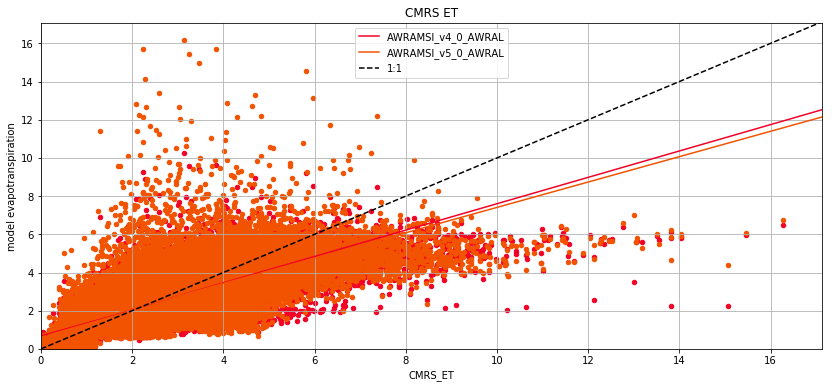 CMRS ET
AWRAMSI_v4_0_AWRAL
AWRAMSI_v5_0_AWRAL
1:1
model evapotranspiration
16
14
12
10
8
6
4
2
0
0 2 4 6 8 10 12 14 16
CMRS_ET